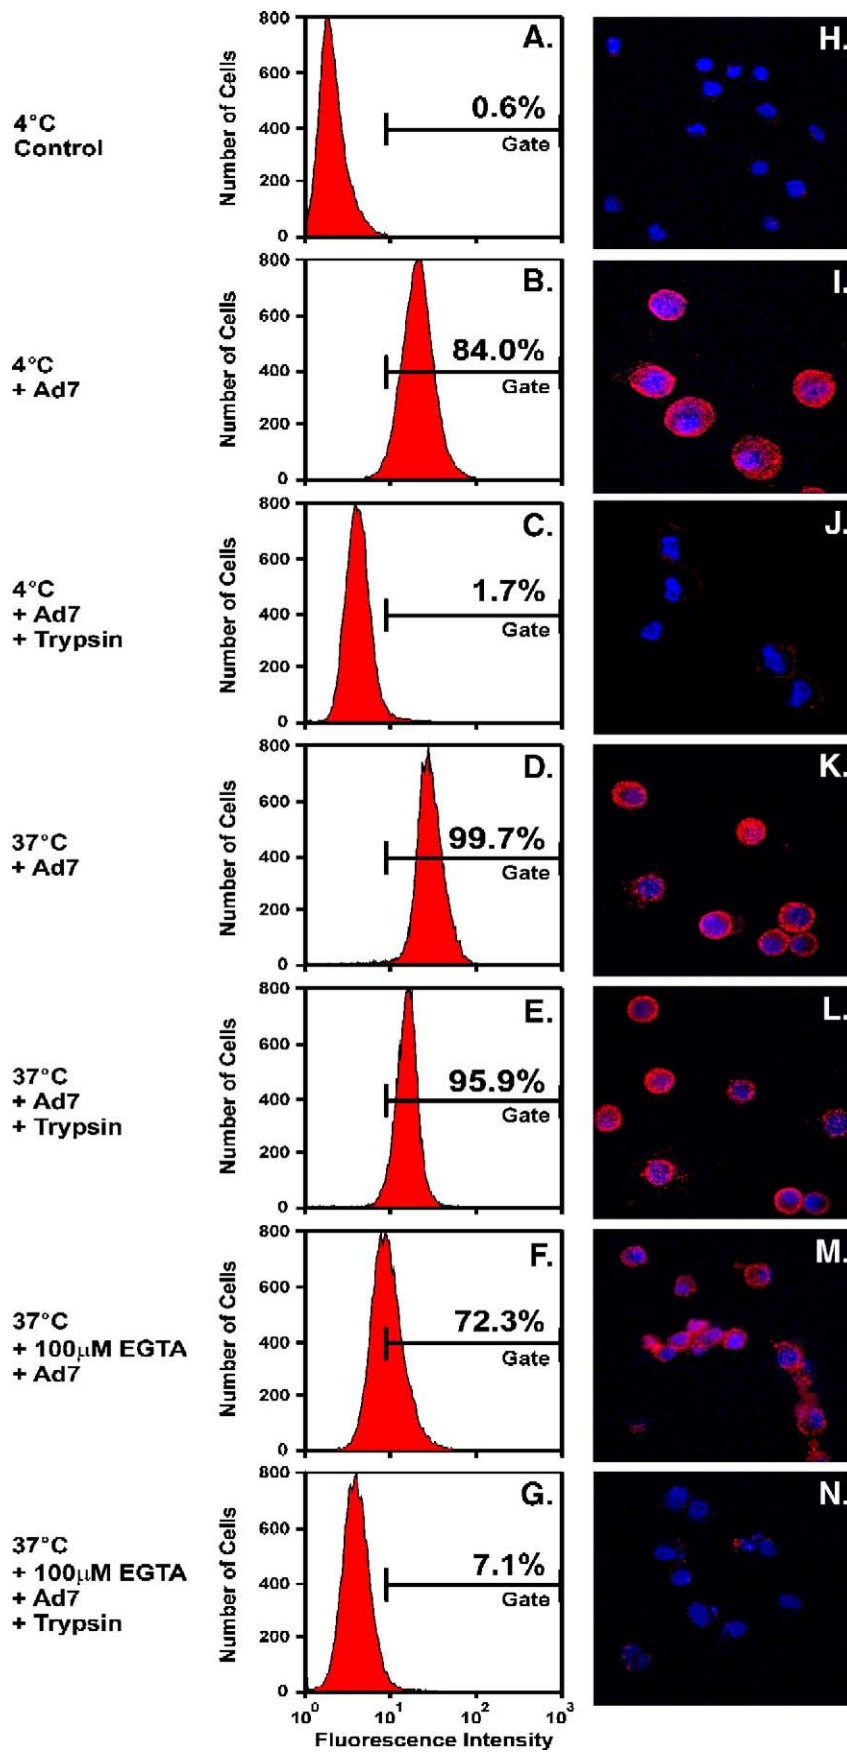 4°C
Control
Number of Cells
800
600
400
200
0
A.
0.6%
Gate
H.
4°C
+ Ad7
Number of Cells
800
600
400
200
0
B.
84.0%
Gate
I.
4°C
+ Ad7
+ Trypsin
Number of Cells
800
600
400
200
0
C.
1.7%
Gate
J.
37°C
+ Ad7
Number of Cells
800
600
400
200
0
D.
99.7%
Gate
K.
37°C
+ Ad7
+ Trypsin
Number of Cells
800
600
400
200
0
E.
95.9%
Gate
L.
37°C
+ 100μM EGTA
+ Ad7
Number of Cells
800
600
400
200
0
F.
72.3%
Gate
M.
37°C
+ 100μM EGTA
+ Ad7
+ Trypsin
Number of Cells
800
600
400
200
0
G.
7.1%
Gate
N.
10⁰ 10¹ 10² 10³
Fluorescence Intensity